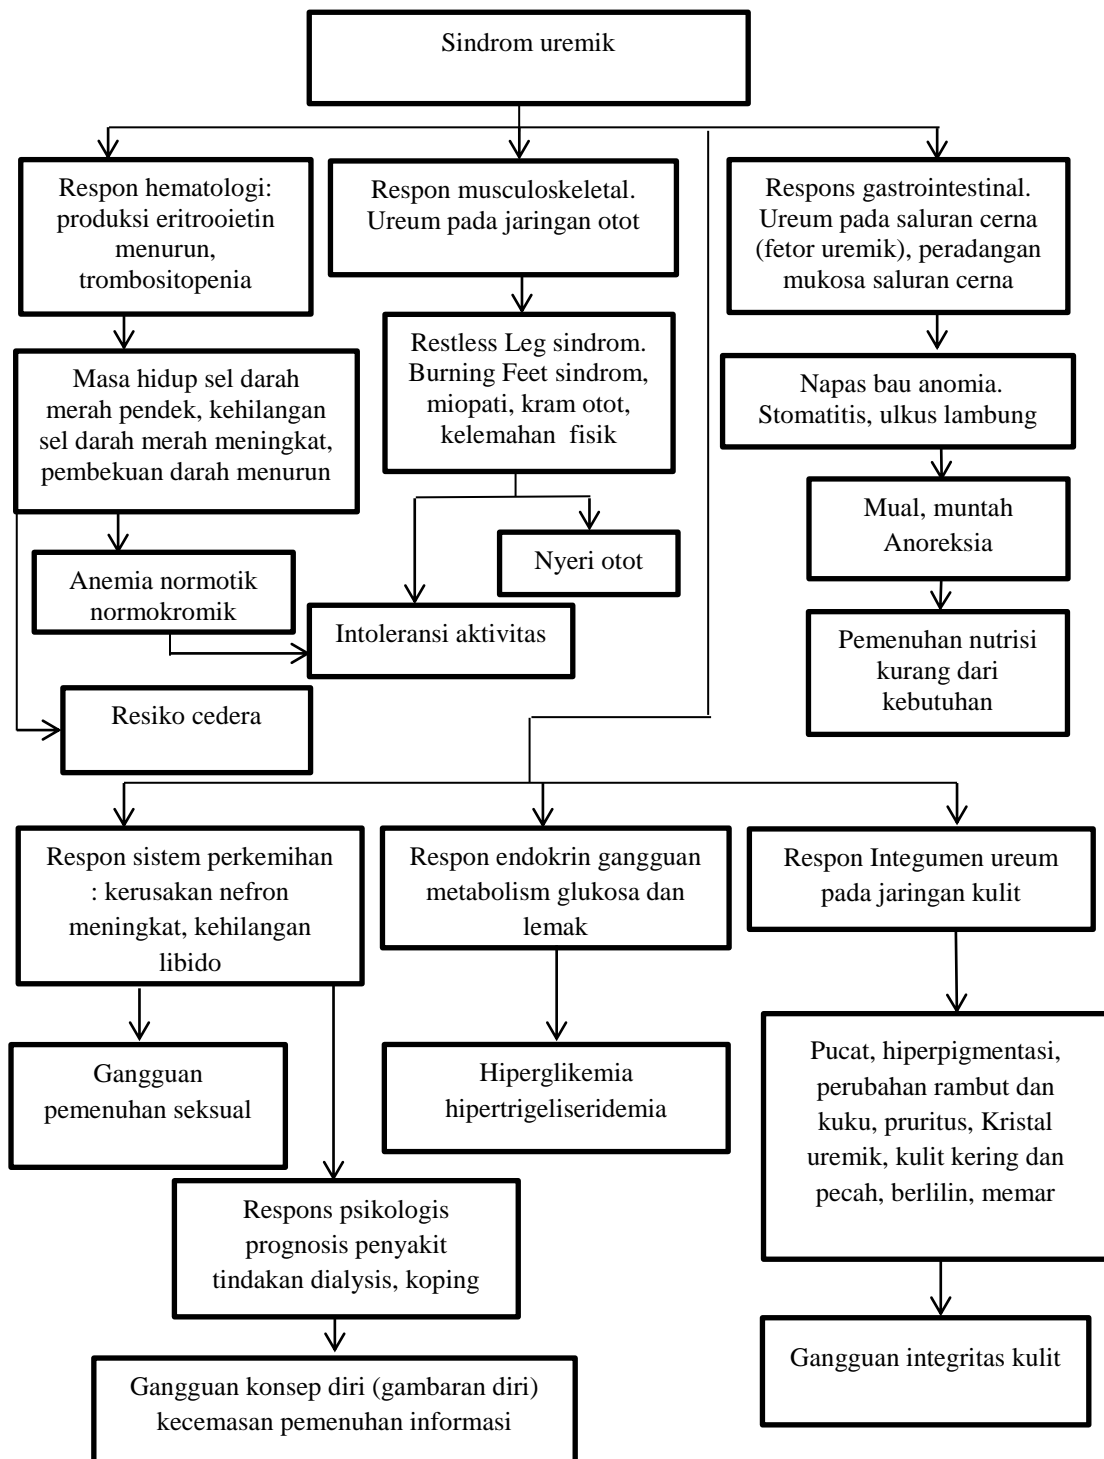 Sindrom uremik
Respon hematologi:
produksi eritrooietin
menurun,
trombositopenia
Respon musculoskeletal.
Ureum pada jaringan otot
Respons gastrointestinal.
Ureum pada saluran cerna
(fetor uremik), peradangan
mukosa saluran cerna
Masa hidup sel darah
merah pendek, kehilangan
sel darah merah meningkat,
pembekuan darah menurun
Restless Leg sindrom.
Burning Feet sindrom,
miopati, kram otot,
kelemahan fisik
Napas bau anomia.
Stomatitis, ulkus lambung
Mual, muntah
Anoreksia
Nyeri otot
Anemia normotik
normokromik
Intoleransi aktivitas
Pemenuhan nutrisi
kurang dari
kebutuhan
Resiko cedera
Respon sistem perkemihan
: kerusakan nefron
meningkat, kehilangan
libido
Respon endokrin gangguan
metabolism glukosa dan
lemak
Respon Integumen ureum
pada jaringan kulit
Gangguan
pemenuhan seksual
Hiperglikemia
hipertrigeliseridemia
Pucat, hiperpigmentasi,
perubahan rambut dan
kuku, pruritus, Kristal
uremik, kulit kering dan
pecah, berlilin, memar
Respons psikologis
prognosis penyakit
tindakan dialysis, koping
Gangguan integritas kulit
Gangguan konsep diri (gambaran diri)
kecemasan pemenuhan informasi